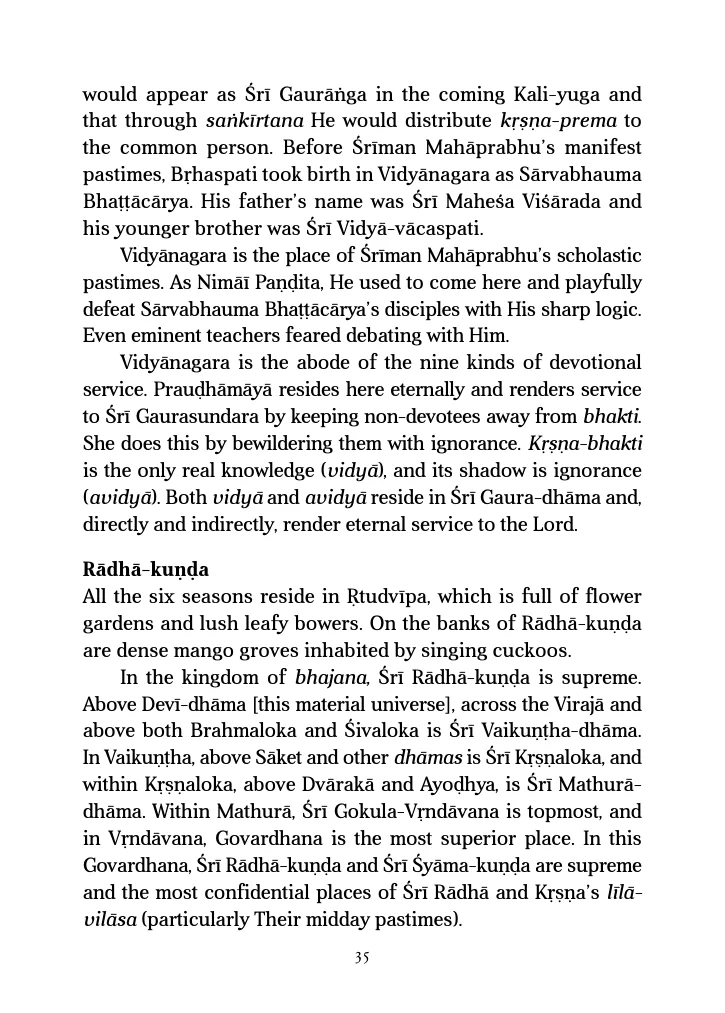 would appear as Śrī Gaurāṅga in the coming Kali-yuga and
that through saṅkīrtana He would distribute kṛṣṇa-prema to
the common person. Before Śrīman Mahāprabhu’s manifest
pastimes, Bṛhaspati took birth in Vidyānagara as Sārvabhauma
Bhaṭṭācārya. His father’s name was Śrī Maheśa Viśārada and
his younger brother was Śrī Vidyā-vācaspati.
Vidyānagara is the place of Śrīman Mahāprabhu’s scholastic
pastimes. As Nimāī Paṇḍita, He used to come here and playfully
defeat Sārvabhauma Bhaṭṭācārya’s disciples with His sharp logic.
Even eminent teachers feared debating with Him.
Vidyānagara is the abode of the nine kinds of devotional
service. Prauḍhāmāyā resides here eternally and renders service
to Śrī Gaurasundara by keeping non-devotees away from bhakti.
She does this by bewildering them with ignorance. Kṛṣṇa-bhakti
is the only real knowledge (vidyā), and its shadow is ignorance
(avidyā). Both vidyā and avidyā reside in Śrī Gaura-dhāma and,
directly and indirectly, render eternal service to the Lord.
Rādhā-kuṇḍa
All the six seasons reside in Ṛtudvīpa, which is full of flower
gardens and lush leafy bowers. On the banks of Rādhā-kuṇḍa
are dense mango groves inhabited by singing cuckoos.
In the kingdom of bhajana, Śrī Rādhā-kuṇḍa is supreme.
Above Devī-dhāma [this material universe], across the Virajā and
above both Brahmaloka and Śivaloka is Śrī Vaikuṇṭha-dhāma.
In Vaikuṇṭha, above Sāket and other dhāmas is Śrī Kṛṣṇaloka, and
within Kṛṣṇaloka, above Dvārakā and Ayoḍhya, is Śrī Mathurā-
dhāma. Within Mathurā, Śrī Gokula-Vṛndāvana is topmost, and
in Vṛndāvana, Govardhana is the most superior place. In this
Govardhana, Śrī Rādhā-kuṇḍa and Śrī Śyāma-kuṇḍa are supreme
and the most confidential places of Śrī Rādhā and Kṛṣṇa’s līlā-
vilāsa (particularly Their midday pastimes).
35